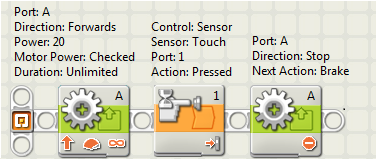 Port: A
Direction: Forwards
Power: 20
Motor Power: Checked
Duration: Unlimited
Control: Sensor
Sensor: Touch
Port: 1
Action: Pressed
Port: A
Direction: Stop
Next Action: Brake
A
1
A